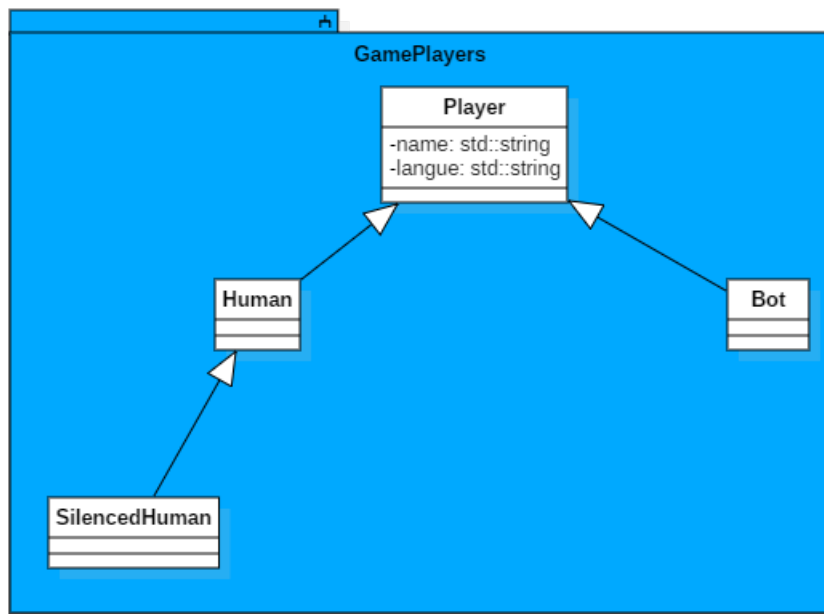 GamePlayers
Player
-name: std::string
-langue: std::string
Human
Bot
SilencedHuman